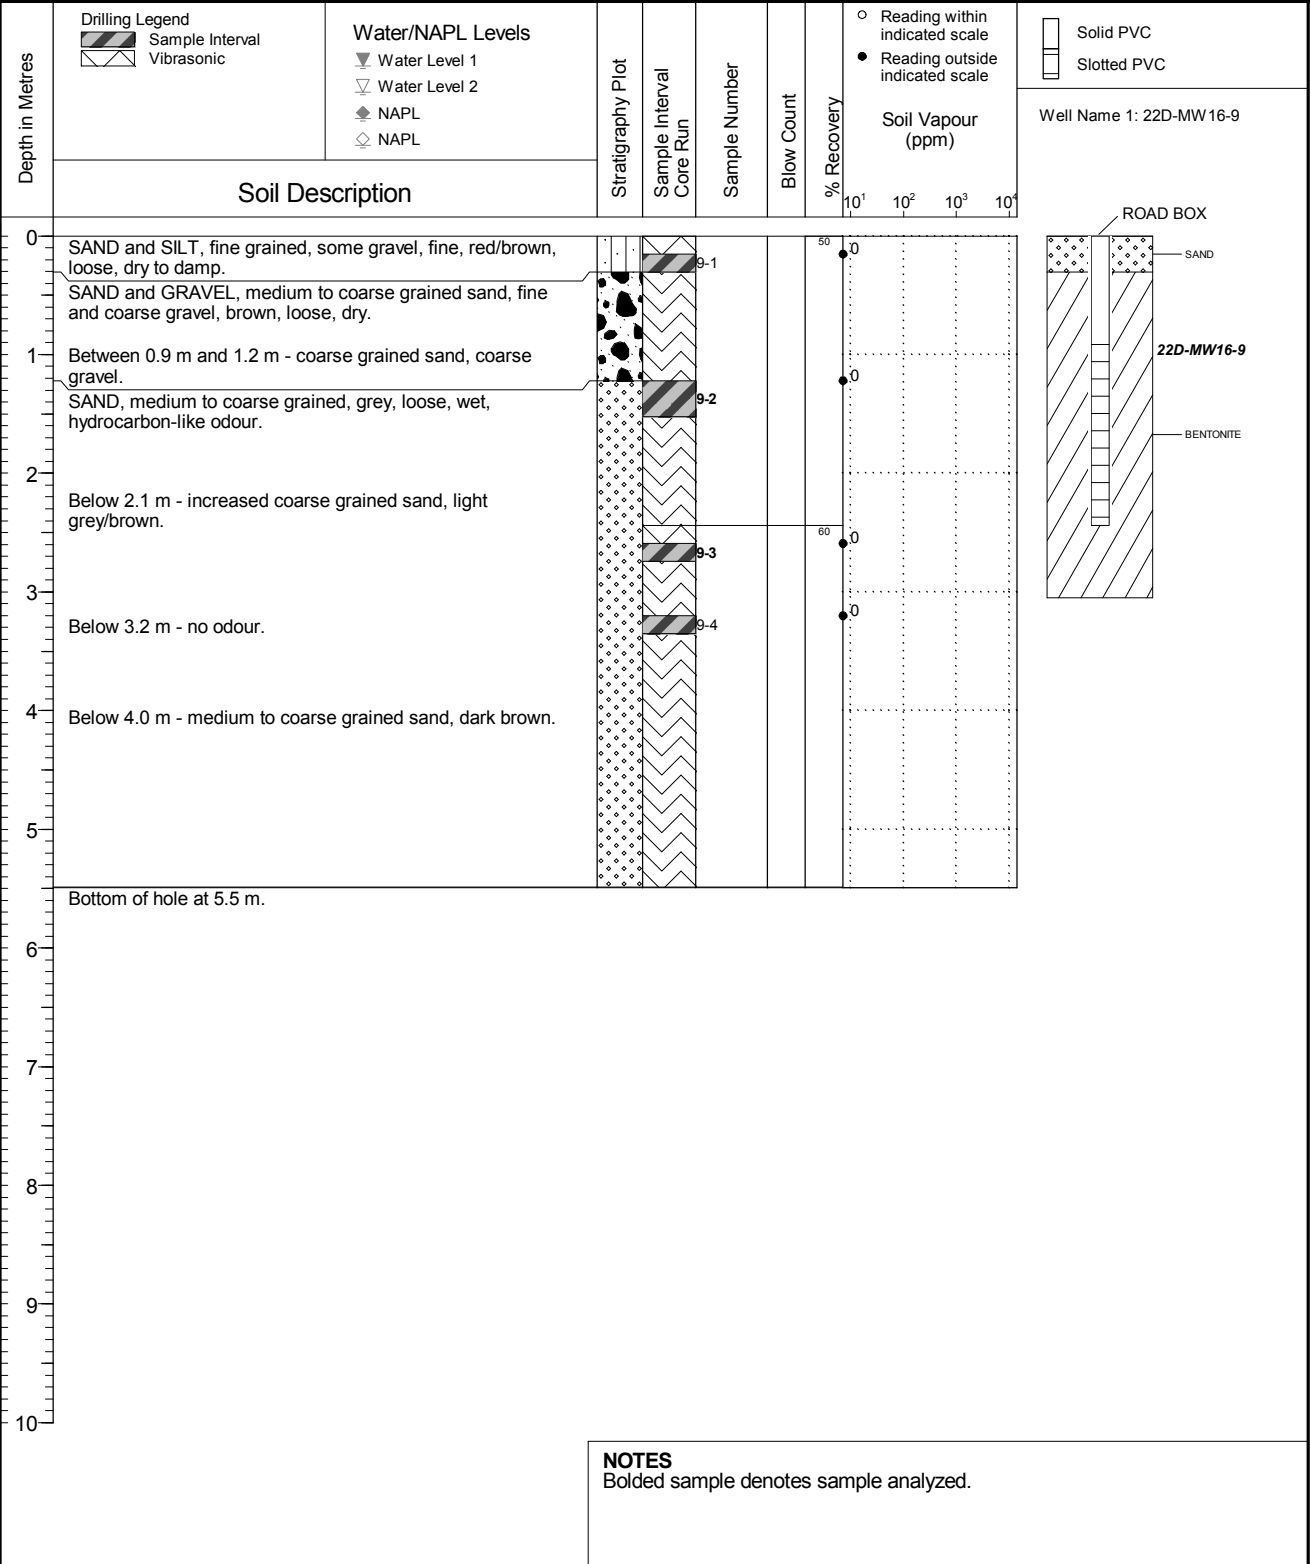 Drilling Legend
Sample Interval
Vibrasonic
Water/NAPL Levels
Water Level 1
Water Level 2
NAPL
NAPL
Depth in Metres
Soil Description
Stratigraphy Plot
Sample Interval
Core Run
Sample Number
Blow Count
% Recovery
Reading within
indicated scale
Reading outside
indicated scale
Soil Vapour
(ppm)
10¹ 10² 10³ 10⁴
Solid PVC
Slotted PVC
Well Name 1: 22D-MW16-9
ROAD BOX
0
SAND and SILT, fine grained, some gravel, fine, red/brown,
loose, dry to damp.
9-1
50
0
SAND
SAND and GRAVEL, medium to coarse grained sand, fine
and coarse gravel, brown, loose, dry.
1
Between 0.9 m and 1.2 m - coarse grained sand, coarse
gravel.
0
22D-MW16-9
SAND, medium to coarse grained, grey, loose, wet,
hydrocarbon-like odour.
9-2
BENTONITE
2
Below 2.1 m - increased coarse grained sand, light
grey/brown.
60
0
9-3
3
0
Below 3.2 m - no odour.
9-4
4
Below 4.0 m - medium to coarse grained sand, dark brown.
5
Bottom of hole at 5.5 m.
6
7
8
9
10
NOTES
Bolded sample denotes sample analyzed.